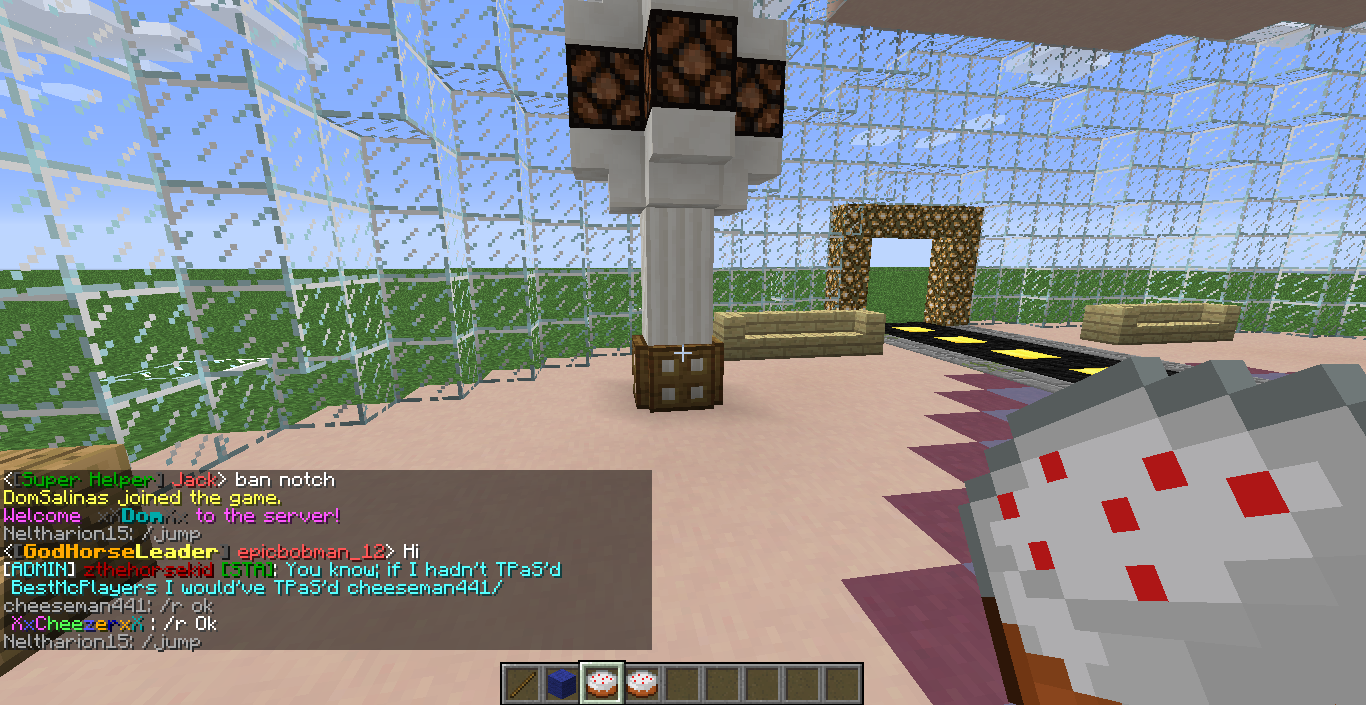 <[Super Helper] Jack> ban notch
DomSalinas joined the game.
Welcome xXDom to the server!
Neltharion15: /jump
<[GodHorseLeader] epicbobman_12> Hi
[ADMIN] zthehorsekid [STA]: You know; if I hadn't TPaS'd
BestMcPlayers I would've TPaS'd cheeseman441/
cheeseman441: /r ok
XxCheezerxX : /r Ok
Neltharion15: /jump